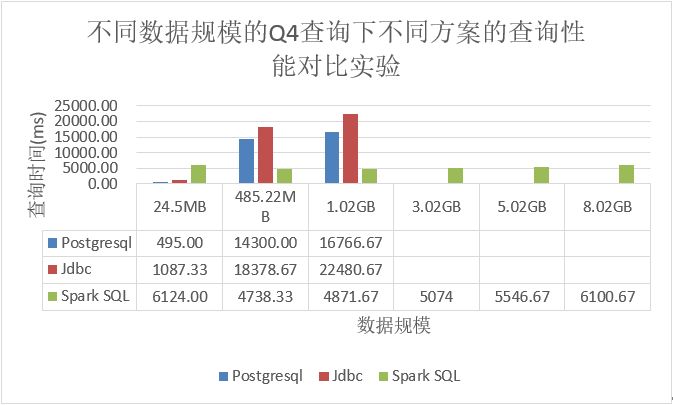 不同数据规模的Q4查询下不同方案的查询性
能对比实验
查询时间(ms)
25000.00
20000.00
15000.00
10000.00
5000.00
0.00
24.5MB 485.22M 1.02GB 3.02GB 5.02GB 8.02GB
B
Postgresql 495.00 14300.00 16766.67
Jdbc 1087.33 18378.67 22480.67
Spark SQL 6124.00 4738.33 4871.67 5074 5546.67 6100.67
数据规模
Postgresql Jdbc Spark SQL